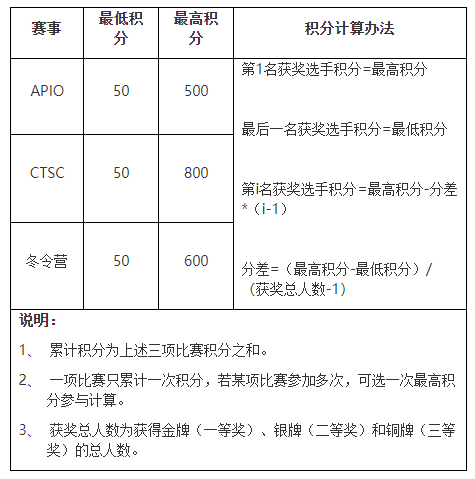 赛事 最低积分 最高积分 积分计算办法
APIO 50 500
CTSC 50 800
冬令营 50 600
第1名获奖选手积分=最高积分
最后一名获奖选手积分=最低积分
第i名获奖选手积分=最高积分-分差
*（i-1）
分差=（最高积分-最低积分）/
（获奖总人数-1）
说明：
1、 累计积分为上述三项比赛积分之和。
2、 一项比赛只累计一次积分，若某项比赛参加多次，可选一次最高积
分参与计算。
3、 获奖总人数为获得金牌（一等奖）、银牌（二等奖）和铜牌（三等
奖）的总人数。